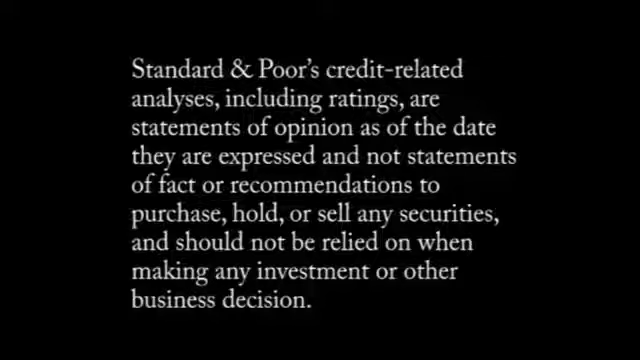 Standard & Poor's credit-related
analyses, including ratings, are
statements of opinion as of the date
they are expressed and not statements
of fact or recommendations to
purchase, hold, or sell any securities,
and should not be relied on when
making any investment or other
business decision.